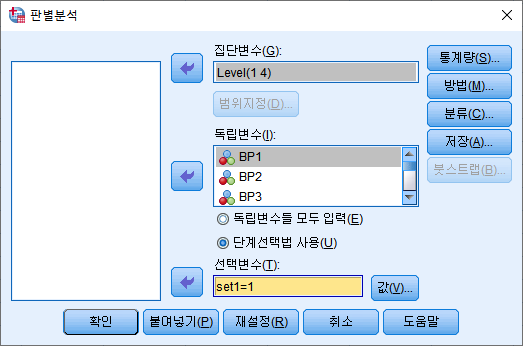 판별분석
집단변수(G):
Level(1 4)
범위지정(D)...
독립변수(I):
BP1
BP2
BP3
독립변수들 모두 입력(E)
단계선택법 사용(U)
선택변수(T):
set1=1
값(V)...
통계량(S)...
방법(M)...
분류(C)...
저장(A)...
붓스트랩(B)...
확인
붙여넣기(P)
재설정(R)
취소
도움말